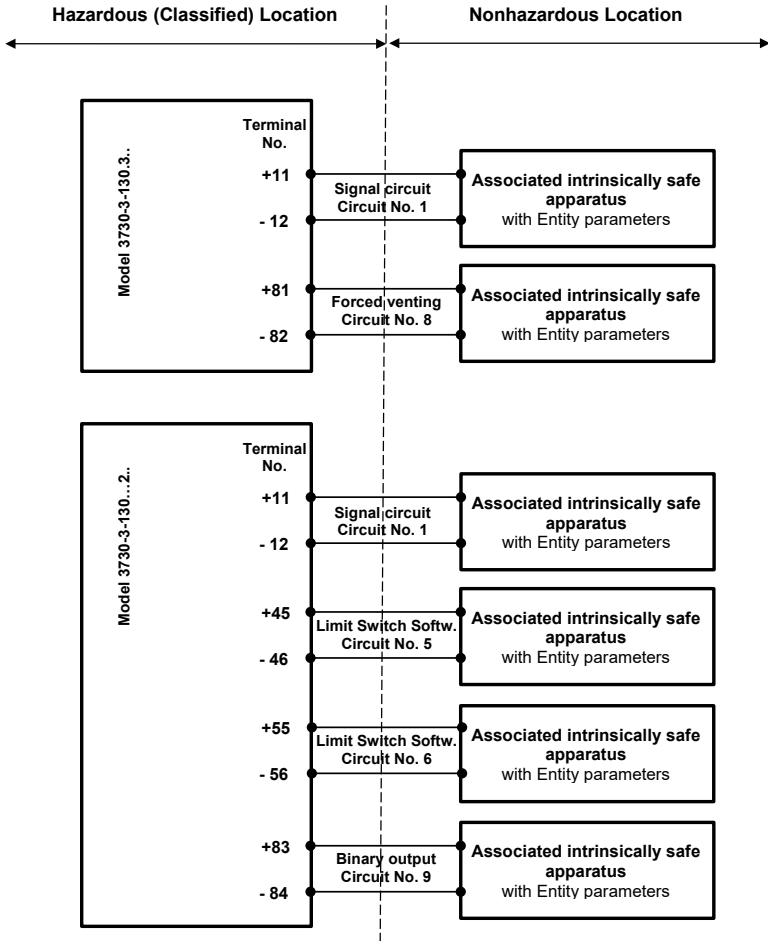 Hazardous (Classified) Location
Nonhazardous Location
Model 3730-3-130.3..
Terminal
No.
+11
Signal circuit
Circuit No. 1
- 12
Associated intrinsically safe
apparatus
with Entity parameters
+81
Forced venting
Circuit No. 8
- 82
Associated intrinsically safe
apparatus
with Entity parameters
Model 3730-3-130...2..
Terminal
No.
+11
Signal circuit
Circuit No. 1
- 12
Associated intrinsically safe
apparatus
with Entity parameters
+45
Limit Switch Softw.
Circuit No. 5
- 46
Associated intrinsically safe
apparatus
with Entity parameters
+55
Limit Switch Softw.
Circuit No. 6
- 56
Associated intrinsically safe
apparatus
with Entity parameters
+83
Binary output
Circuit No. 9
- 84
Associated intrinsically safe
apparatus
with Entity parameters